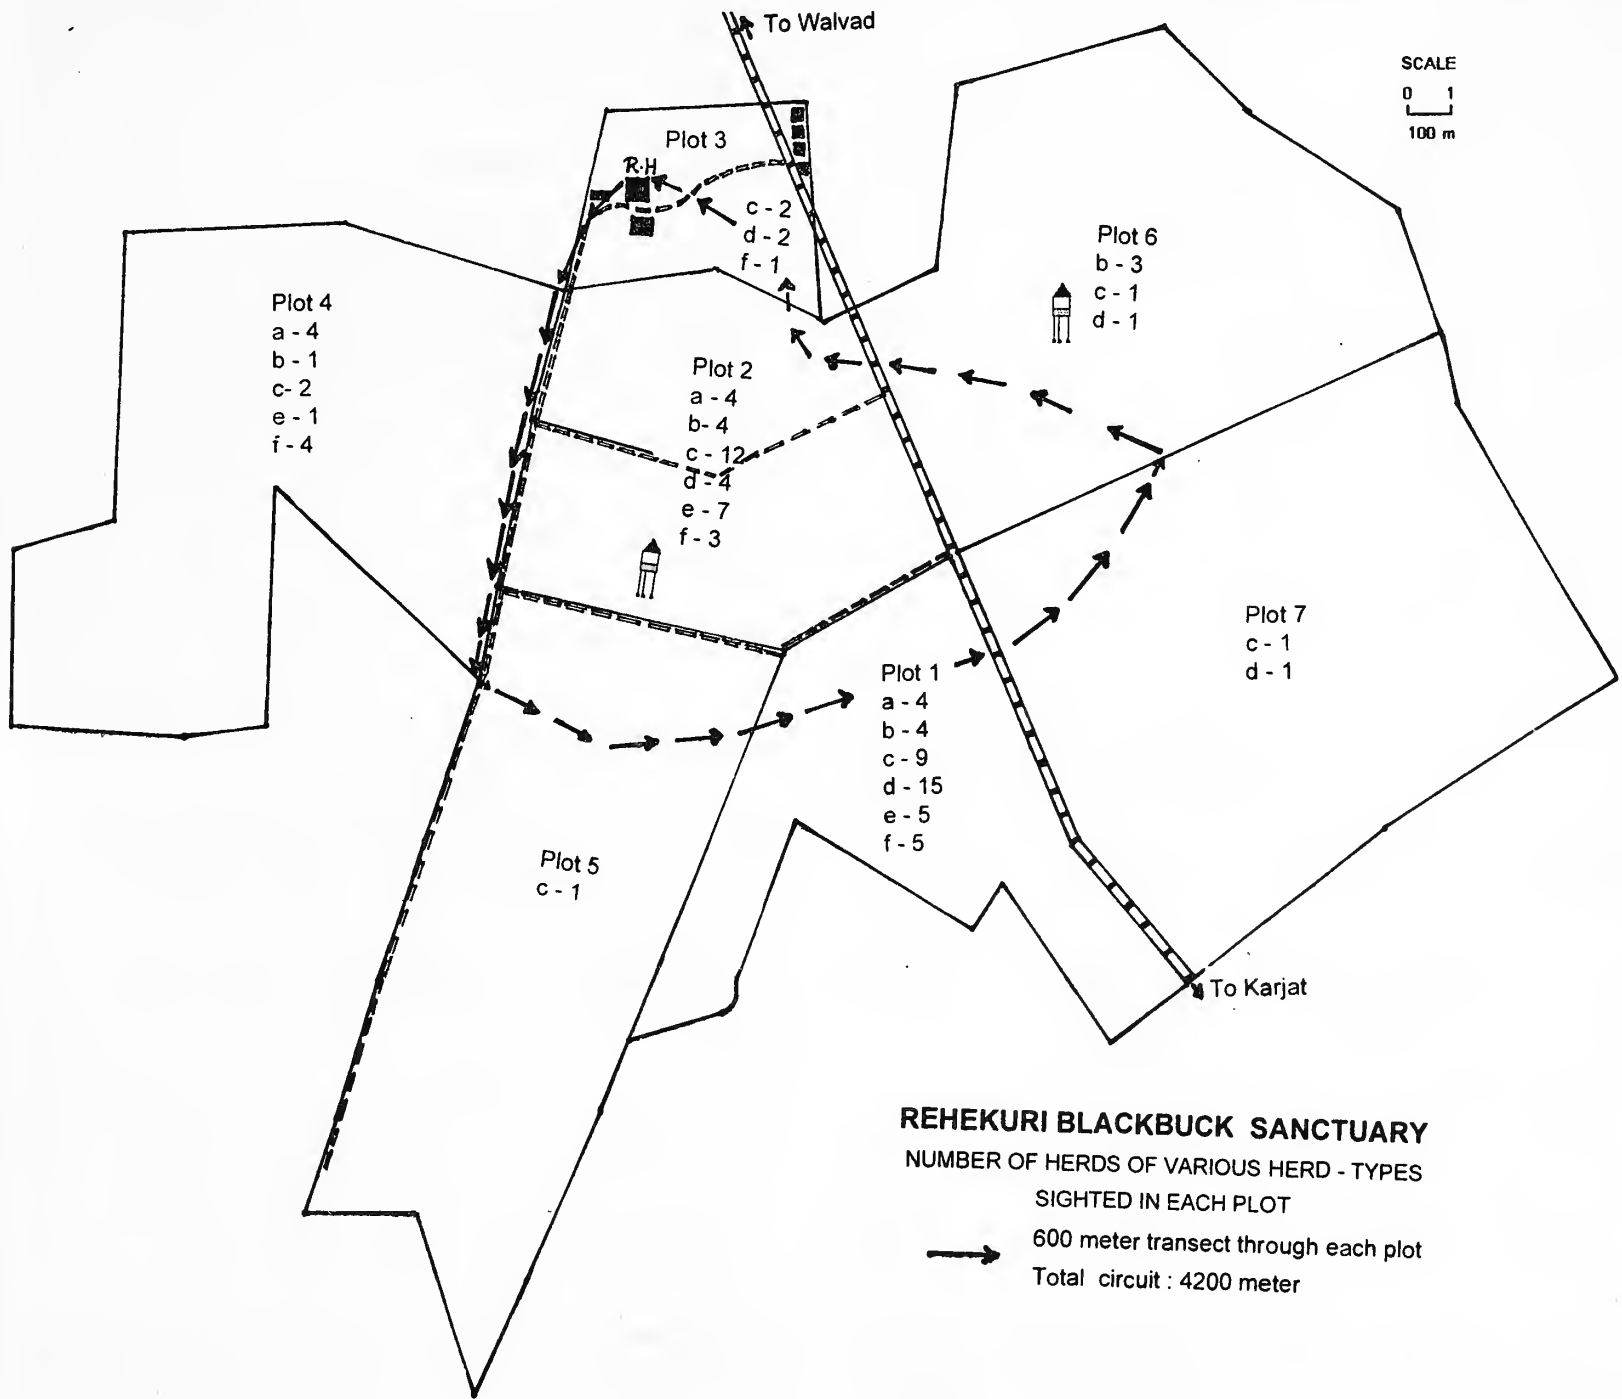 To Walvad
SCALE
0 1
100 m
Plot 3
R.H
c - 2
d - 2
f - 1
Plot 6
b - 3
c - 1
d - 1
Plot 4
a - 4
b - 1
c- 2
e - 1
f - 4
Plot 2
a - 4
b- 4
c - 12
d - 4
e - 7
f - 3
Plot 7
c - 1
d - 1
Plot 1
a - 4
b - 4
c - 9
d - 15
e - 5
f - 5
Plot 5
c - 1
To Karjat
REHEKURI BLACKBUCK SANCTUARY
NUMBER OF HERDS OF VARIOUS HERD - TYPES
SIGHTED IN EACH PLOT
600 meter transect through each plot
Total circuit : 4200 meter